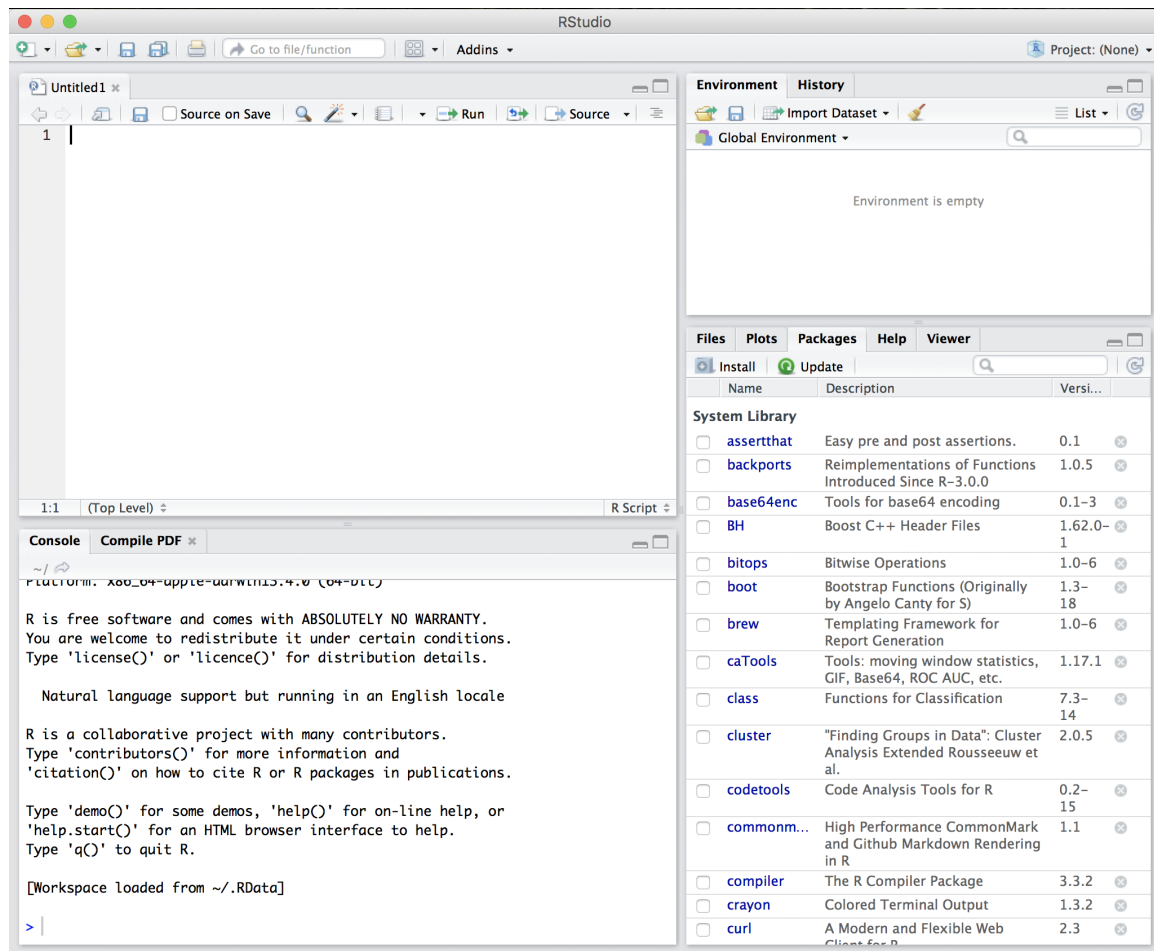 RStudio
Go to file/function
Addins
Project: (None)
Untitled1
Source on Save
Run
Source
1
1:1 (Top Level)
R Script
Console Compile PDF
~/
Platform: x86_64-apple-darwin13.4.0 (64-bit)
R is free software and comes with ABSOLUTELY NO WARRANTY.
You are welcome to redistribute it under certain conditions.
Type 'license()' or 'licence()' for distribution details.
Natural language support but running in an English locale
R is a collaborative project with many contributors.
Type 'contributors()' for more information and
'citation()' on how to cite R or R packages in publications.
Type 'demo()' for some demos, 'help()' for on-line help, or
'help.start()' for an HTML browser interface to help.
Type 'q()' to quit R.
[Workspace loaded from ~/.RData]
>
Environment History
Import Dataset
List
Global Environment
Environment is empty
Files Plots Packages Help Viewer
Install Update
Name Description Versi...
System Library
assertthat Easy pre and post assertions. 0.1
backports Reimplementations of Functions 1.0.5
Introduced Since R-3.0.0
base64enc Tools for base64 encoding 0.1-3
BH Boost C++ Header Files 1.62.0-
1
bitops Bitwise Operations 1.0-6
boot Bootstrap Functions (Originally 1.3-
by Angelo Canty for S) 18
brew Templating Framework for 1.0-6
Report Generation
caTools Tools: moving window statistics, 1.17.1
GIF, Base64, ROC AUC, etc.
class Functions for Classification 7.3-
14
cluster "Finding Groups in Data": Cluster 2.0.5
Analysis Extended Rousseeuw et
al.
codetools Code Analysis Tools for R 0.2-
15
commonm... High Performance CommonMark 1.1
and Github Markdown Rendering
in R
compiler The R Compiler Package 3.3.2
crayon Colored Terminal Output 1.3.2
curl A Modern and Flexible Web 2.3
Client for R